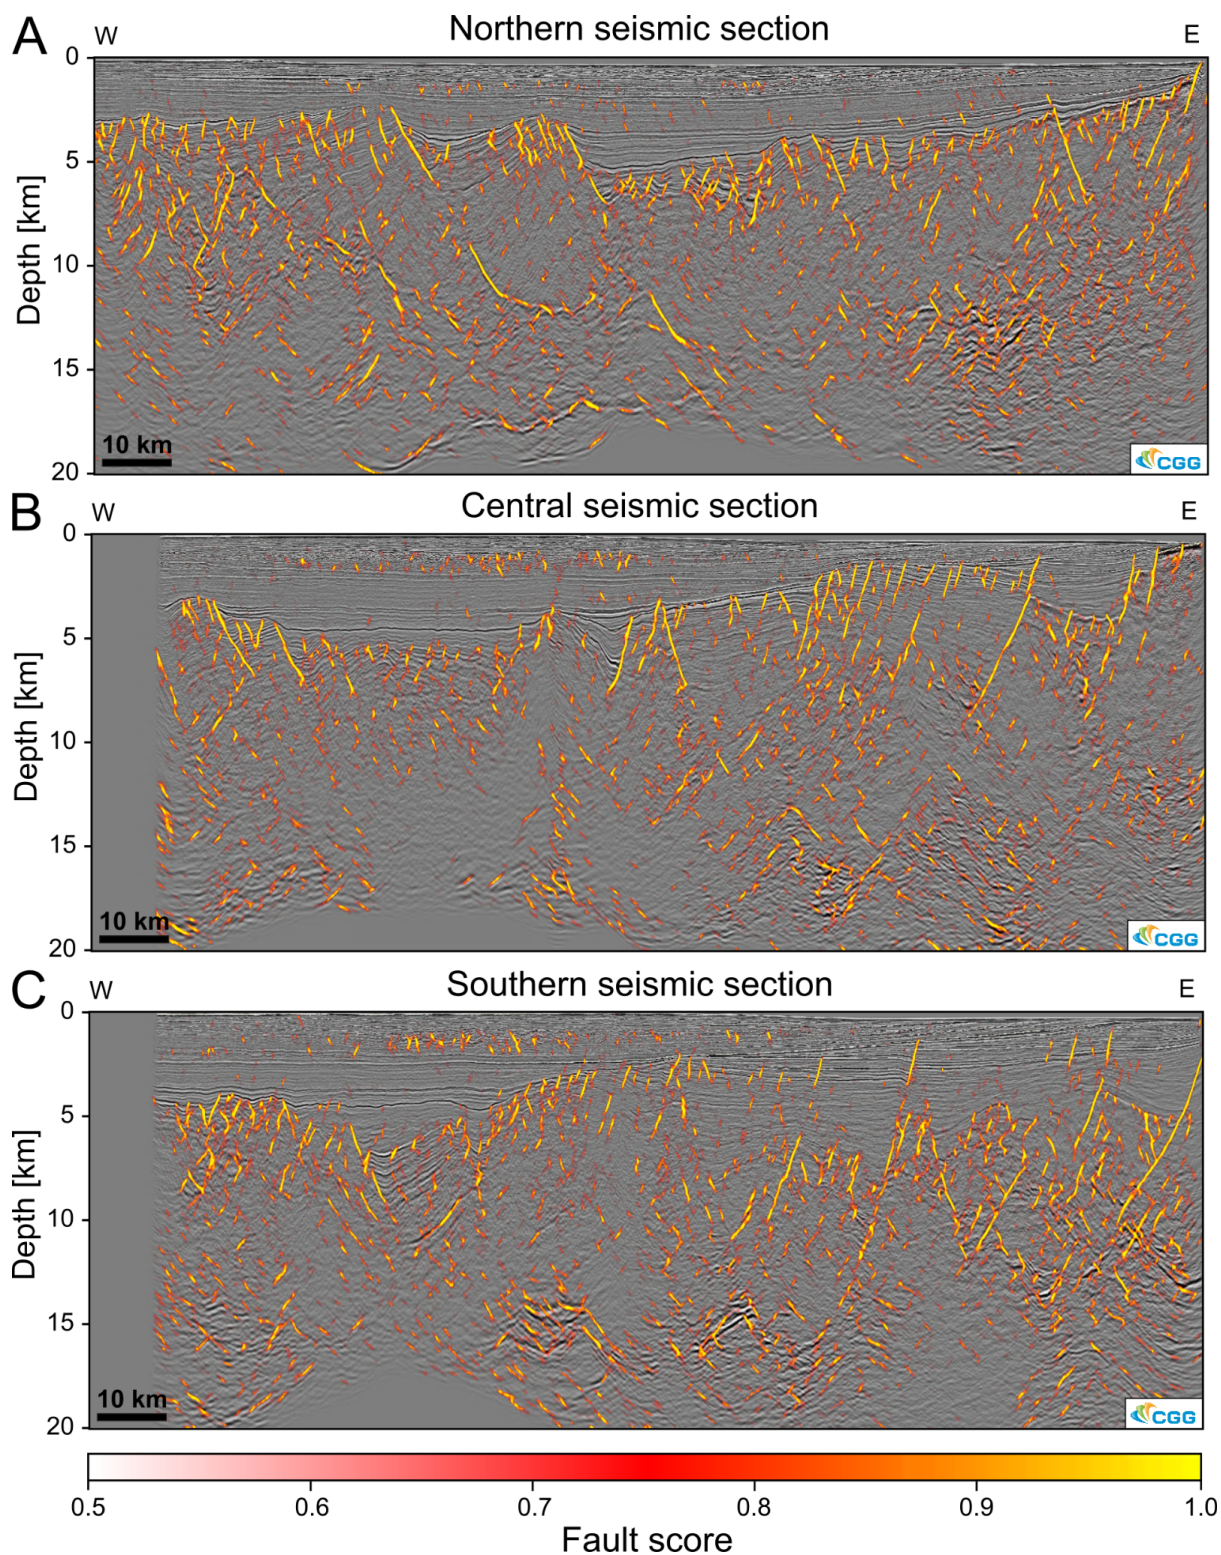 A
W
Northern seismic section
E
0
5
10
15
20
Depth [km]
10 km
CGG
B
W
Central seismic section
E
0
5
10
15
20
Depth [km]
10 km
CGG
C
W
Southern seismic section
E
0
5
10
15
20
Depth [km]
10 km
CGG
0.5 0.6 0.7 0.8 0.9 1.0
Fault score